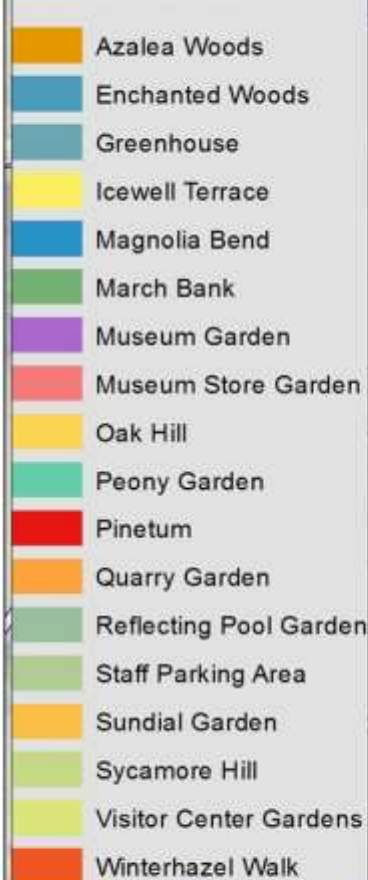 Azalea Woods
Enchanted Woods
Greenhouse
Icewell Terrace
Magnolia Bend
March Bank
Museum Garden
Museum Store Garden
Oak Hill
Peony Garden
Pinetum
Quarry Garden
Reflecting Pool Garden
Staff Parking Area
Sundial Garden
Sycamore Hill
Visitor Center Gardens
Winterhazel Walk